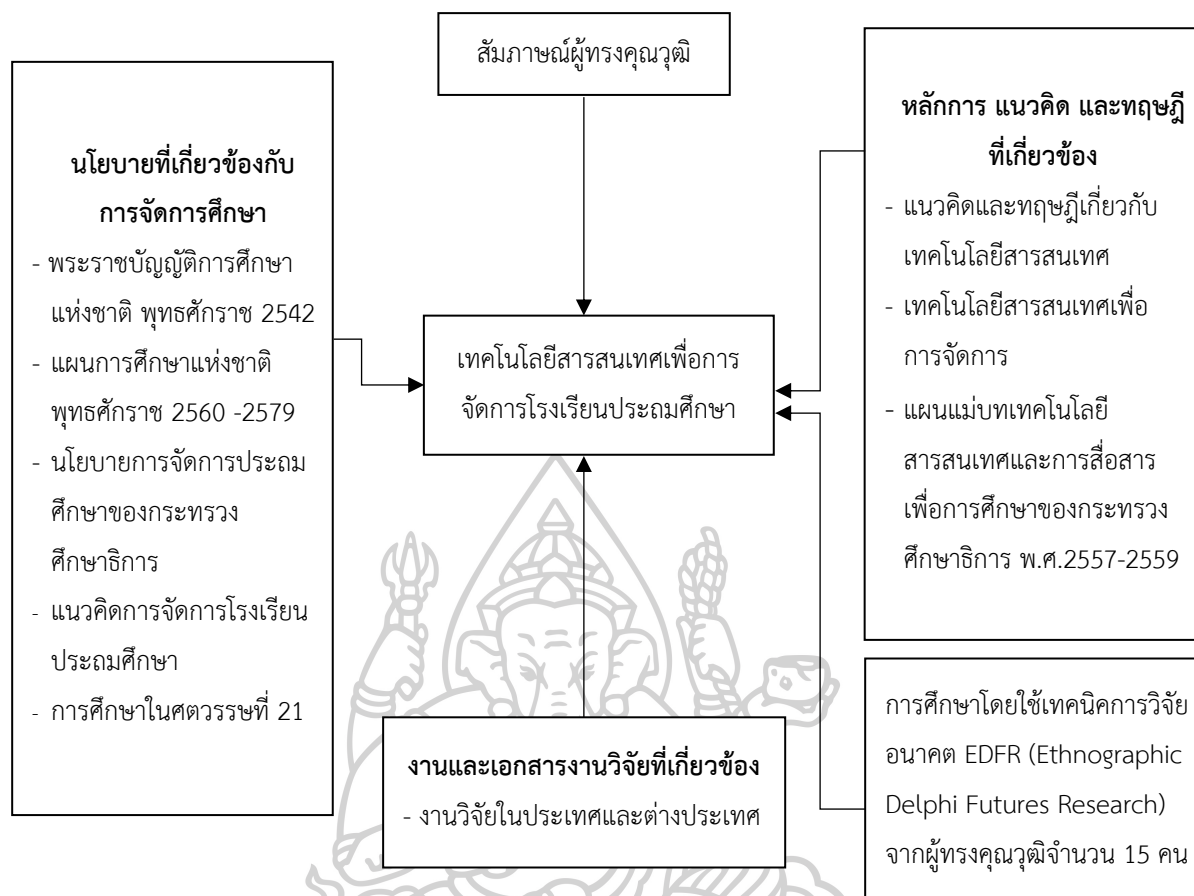 สัมภาษณ์ผู้ทรงคุณวุฒิ
นโยบายที่เกี่ยวข้องกับ
การจัดการศึกษา
- พระราชบัญญัติการศึกษา
แห่งชาติ พุทธศักราช 2542
- แผนการศึกษาแห่งชาติ
พุทธศักราช 2560 -2579
- นโยบายการจัดการประถม
ศึกษาของกระทรวง
ศึกษาธิการ
- แนวคิดการจัดการโรงเรียน
ประถมศึกษา
- การศึกษาในศตวรรษที่ 21
เทคโนโลยีสารสนเทศเพื่อการ
จัดการโรงเรียนประถมศึกษา
หลักการ แนวคิด และทฤษฎี
ที่เกี่ยวข้อง
- แนวคิดและทฤษฎีเกี่ยวกับ
เทคโนโลยีสารสนเทศ
- เทคโนโลยีสารสนเทศเพื่อ
การจัดการ
- แผนแม่บทเทคโนโลยี
สารสนเทศและการสื่อสาร
เพื่อการศึกษาของกระทรวง
ศึกษาธิการ พ.ศ.2557-2559
งานและเอกสารงานวิจัยที่เกี่ยวข้อง
- งานวิจัยในประเทศและต่างประเทศ
การศึกษาโดยใช้เทคนิคการวิจัย
อนาคต EDFR (Ethnographic
Delphi Futures Research)
จากผู้ทรงคุณวุฒิจำนวน 15 คน